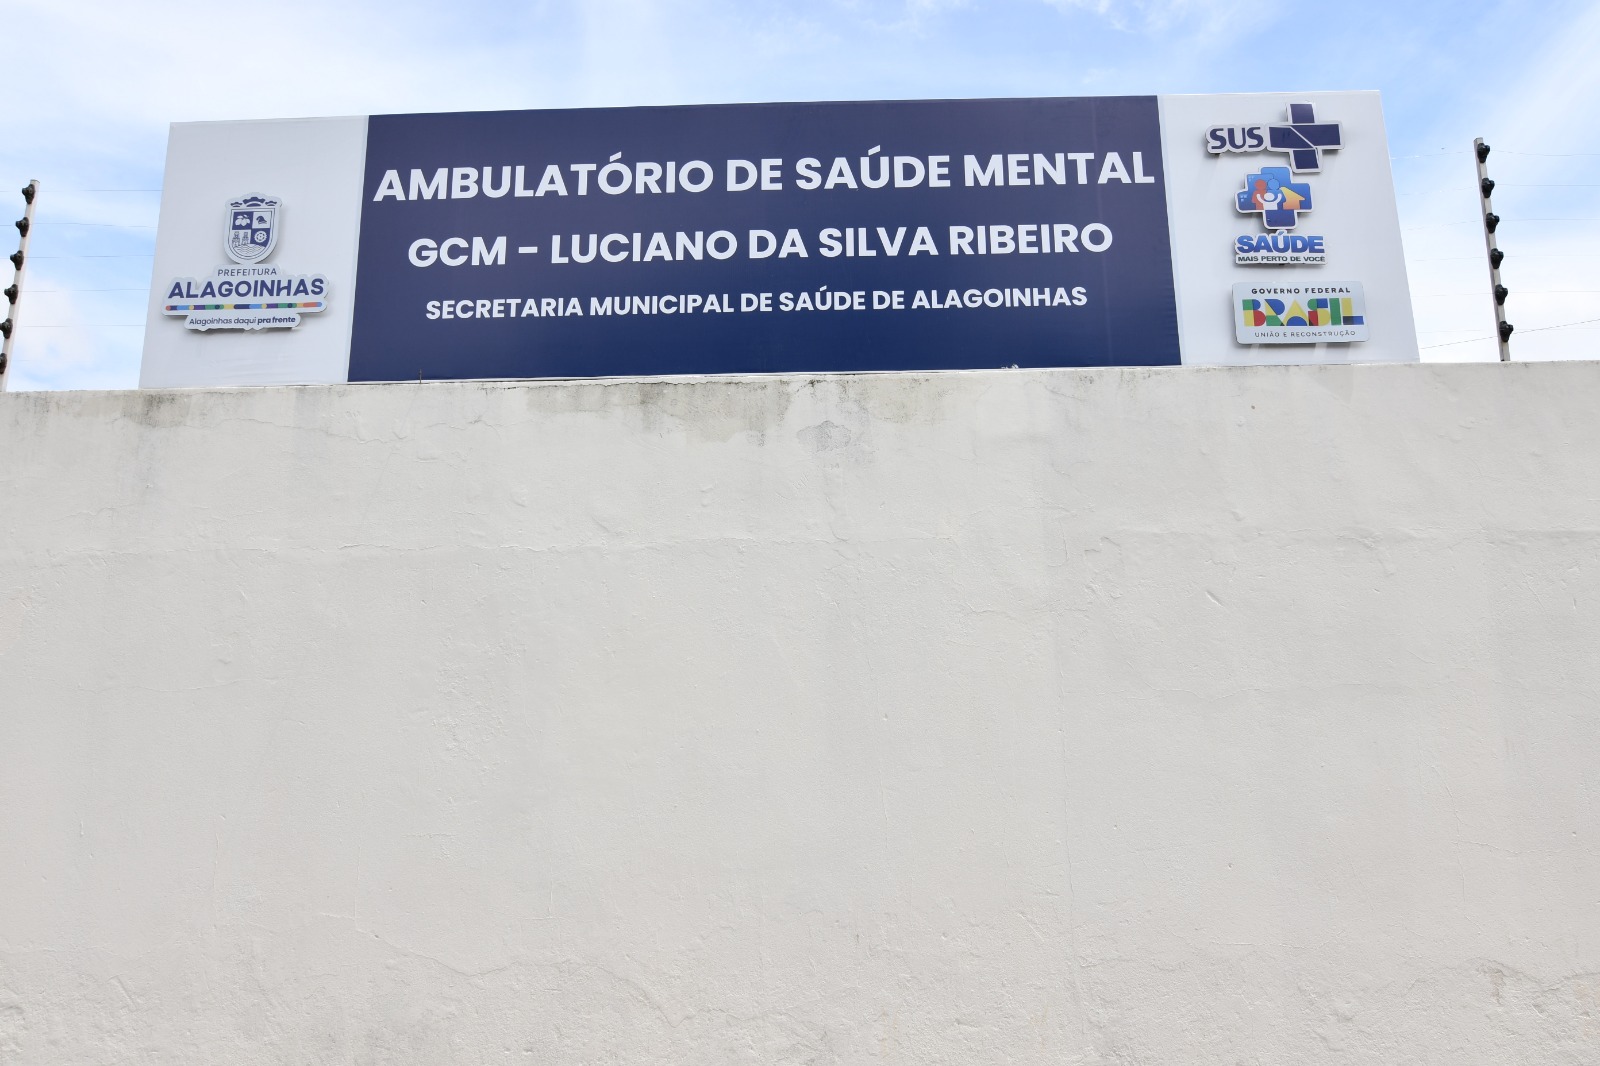 PREFEITURA
ALAGOINHAS
Alagoinhas daqui pra frente
AMBULATÓRIO DE SAÚDE MENTAL
GCM - LUCIANO DA SILVA RIBEIRO
SECRETARIA MUNICIPAL DE SAÚDE DE ALAGOINHAS
SUS
SAÚDE
MAIS PERTO DE VOCÊ
GOVERNO FEDERAL
BRASIL
UNIÃO E RECONSTRUÇÃO